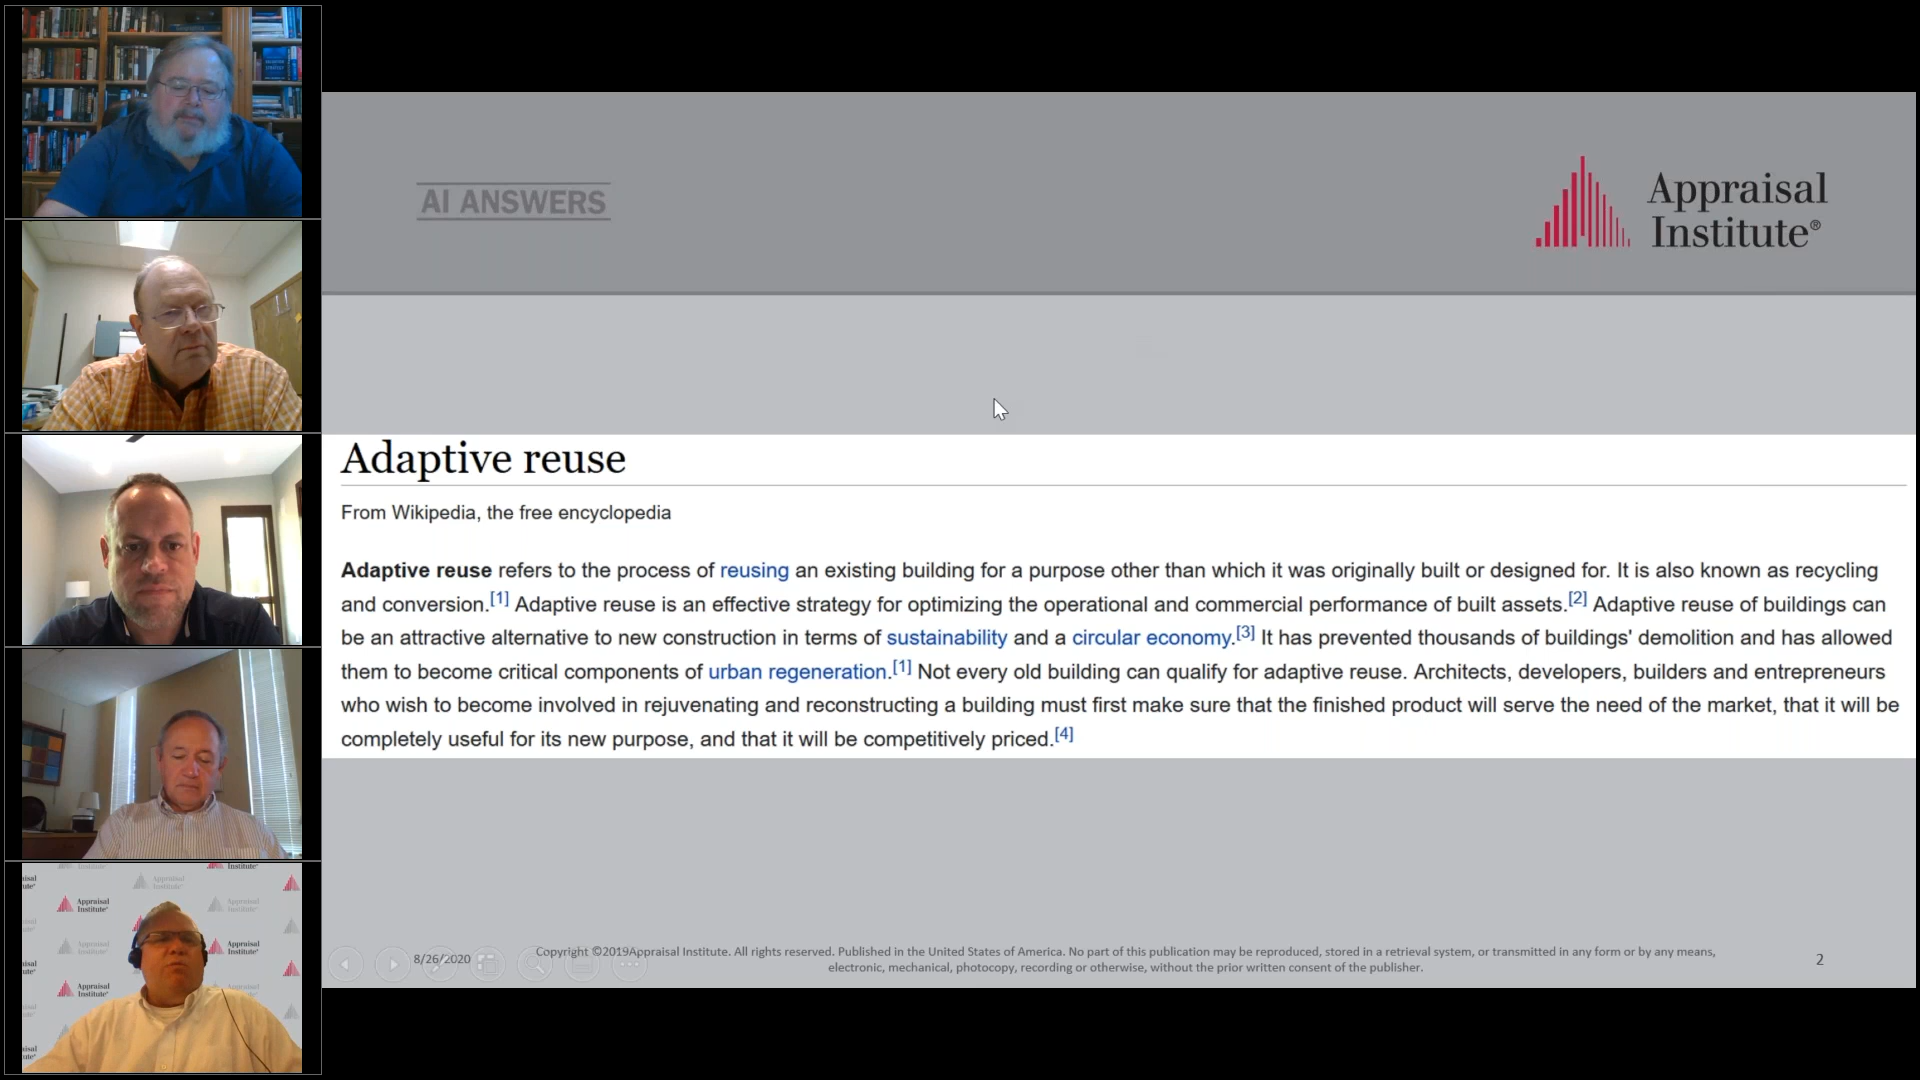 AI ANSWERS
Appraisal
Institute®
Adaptive reuse
From Wikipedia, the free encyclopedia
Adaptive reuse refers to the process of reusing an existing building for a purpose other than which it was originally built or designed for. It is also known as recycling
and conversion.[1] Adaptive reuse is an effective strategy for optimizing the operational and commercial performance of built assets.[2] Adaptive reuse of buildings can
be an attractive alternative to new construction in terms of sustainability and a circular economy.[3] It has prevented thousands of buildings' demolition and has allowed
them to become critical components of urban regeneration.[1] Not every old building can qualify for adaptive reuse. Architects, developers, builders and entrepreneurs
who wish to become involved in rejuvenating and reconstructing a building must first make sure that the finished product will serve the need of the market, that it will be
completely useful for its new purpose, and that it will be competitively priced.[4]
8/26/2020
Copyright ©2019Appraisal Institute. All rights reserved. Published in the United States of America. No part of this publication may be reproduced, stored in a retrieval system, or transmitted in any form or by any means,
electronic, mechanical, photocopy, recording or otherwise, without the prior written consent of the publisher.
2
Appraisal
Institute®
Appraisal
Institute®
Appraisal
Institute®
Appraisal
Institute®